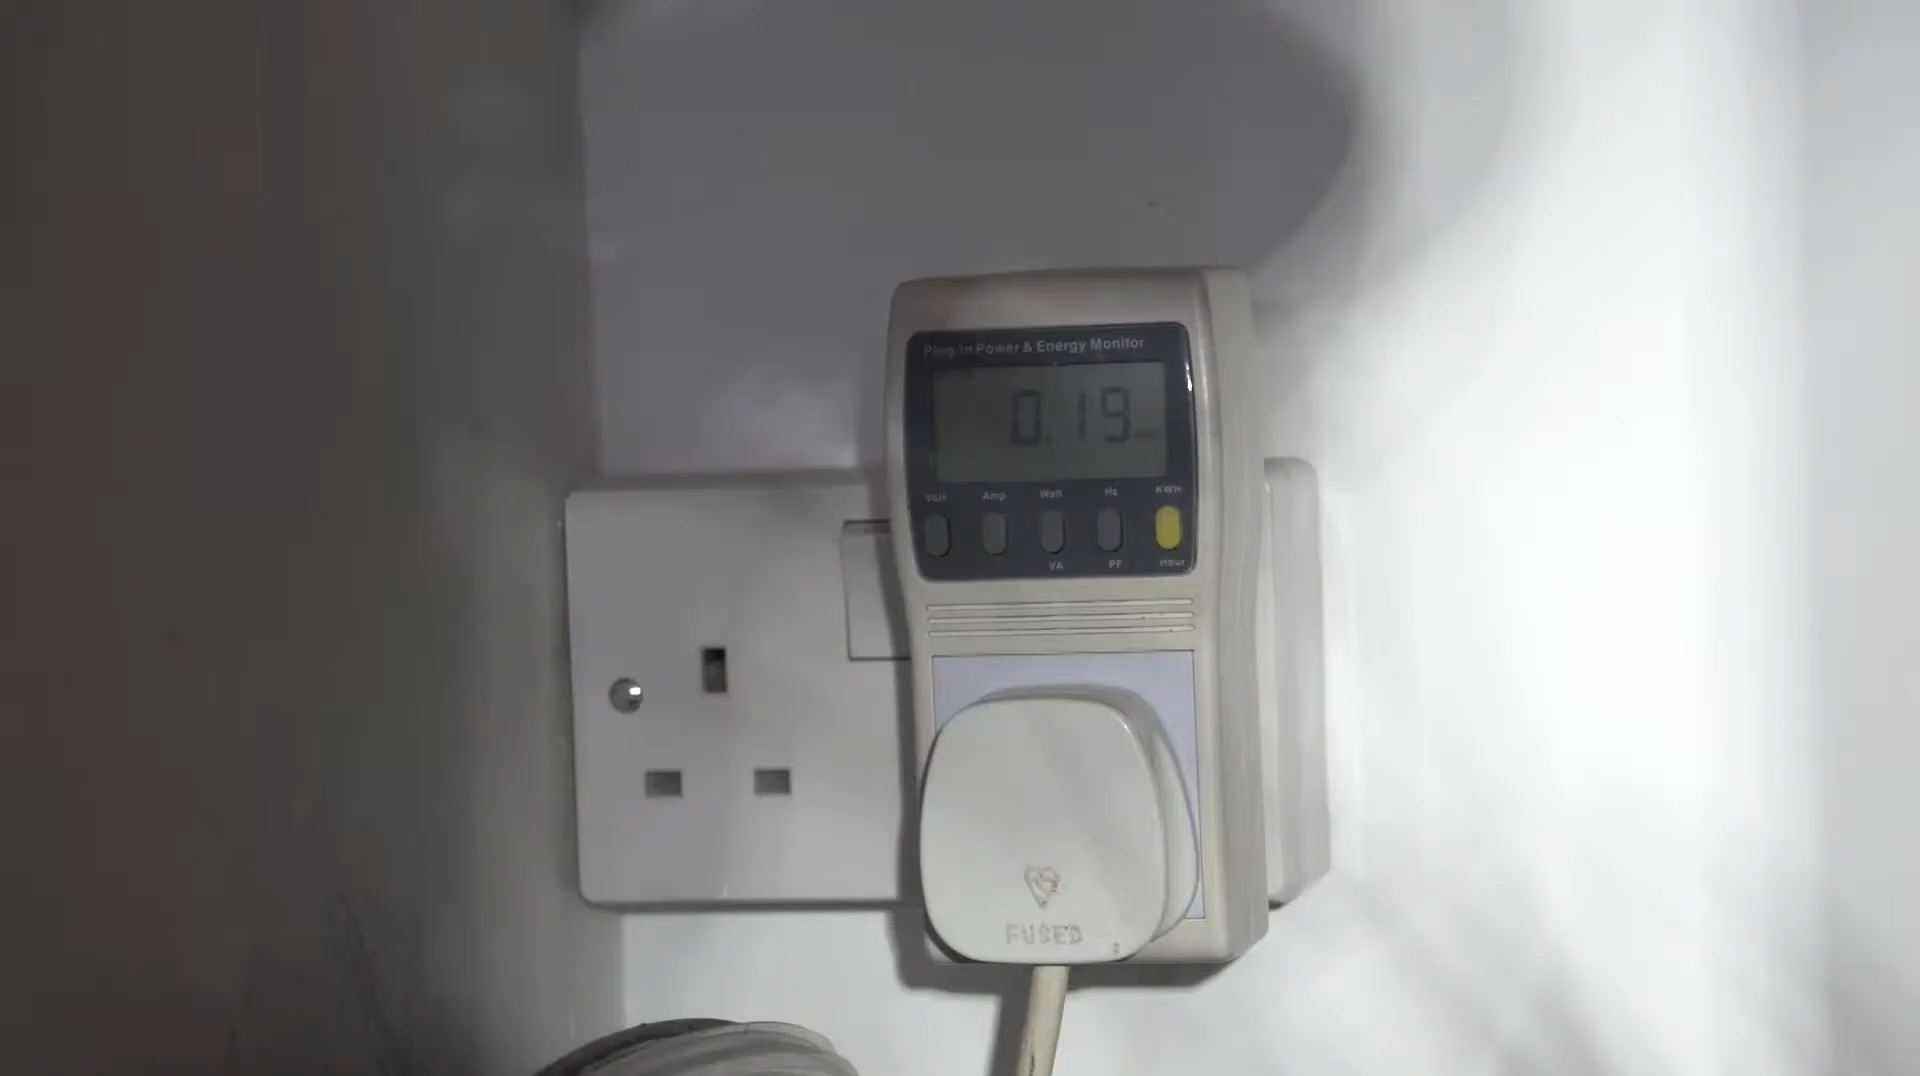 Plug-In Power & Energy Monitor
0.19
Volt Amp Watt Hz KWH
VA PF Hour
FUSED